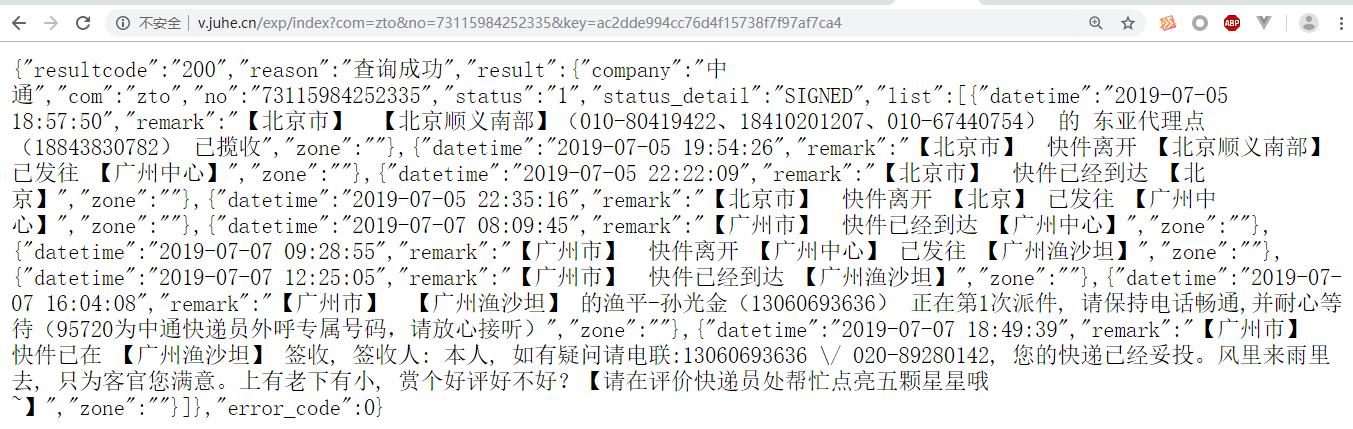 不安全 | v.juhe.cn/exp/index?com=zto&no=73115984252335&key=ac2dde994cc76d4f15738f7f97af7ca4
ABP
{"resultcode":"200","reason":"查询成功","result":{"company":"中
通","com":"zto","no":"73115984252335","status":"1","status_detail":"SIGNED","list":[{"datetime":"2019-07-05
18:57:50","remark":"【北京市】 【北京顺义南部】（010-80419422、18410201207、010-67440754） 的 东亚代理点
（18843830782） 已揽收","zone":""},{"datetime":"2019-07-05 19:54:26","remark":"【北京市】 快件离开 【北京顺义南部】
已发往 【广州中心】","zone":""},{"datetime":"2019-07-05 22:22:09","remark":"【北京市】 快件已经到达 【北
京】","zone":""},{"datetime":"2019-07-05 22:35:16","remark":"【北京市】 快件离开 【北京】 已发往 【广州中
心】","zone":""},{"datetime":"2019-07-07 08:09:45","remark":"【广州市】 快件已经到达 【广州中心】","zone":""},
{"datetime":"2019-07-07 09:28:55","remark":"【广州市】 快件离开 【广州中心】 已发往 【广州渔沙坦】","zone":""},
{"datetime":"2019-07-07 12:25:05","remark":"【广州市】 快件已经到达 【广州渔沙坦】","zone":""},{"datetime":"2019-07-
07 16:04:08","remark":"【广州市】 【广州渔沙坦】 的渔平-孙光金（13060693636） 正在第1次派件, 请保持电话畅通,并耐心等
待（95720为中通快递员外呼专属号码，请放心接听）","zone":""},{"datetime":"2019-07-07 18:49:39","remark":"【广州市】
快件已在 【广州渔沙坦】 签收, 签收人: 本人, 如有疑问请电联:13060693636 \/ 020-89280142, 您的快递已经妥投。风里来雨里
去, 只为客官您满意。上有老下有小, 赏个好评好不好？【请在评价快递员处帮忙点亮五颗星星哦
~】","zone":""}]},"error_code":0}